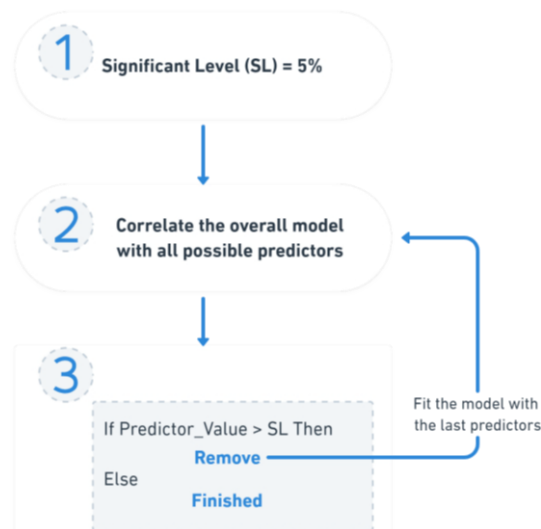 1
Significant Level (SL) = 5%
2
Correlate the overall model
with all possible predictors
3
If Predictor_Value > SL Then
Remove
Else
Finished
Fit the model with
the last predictors